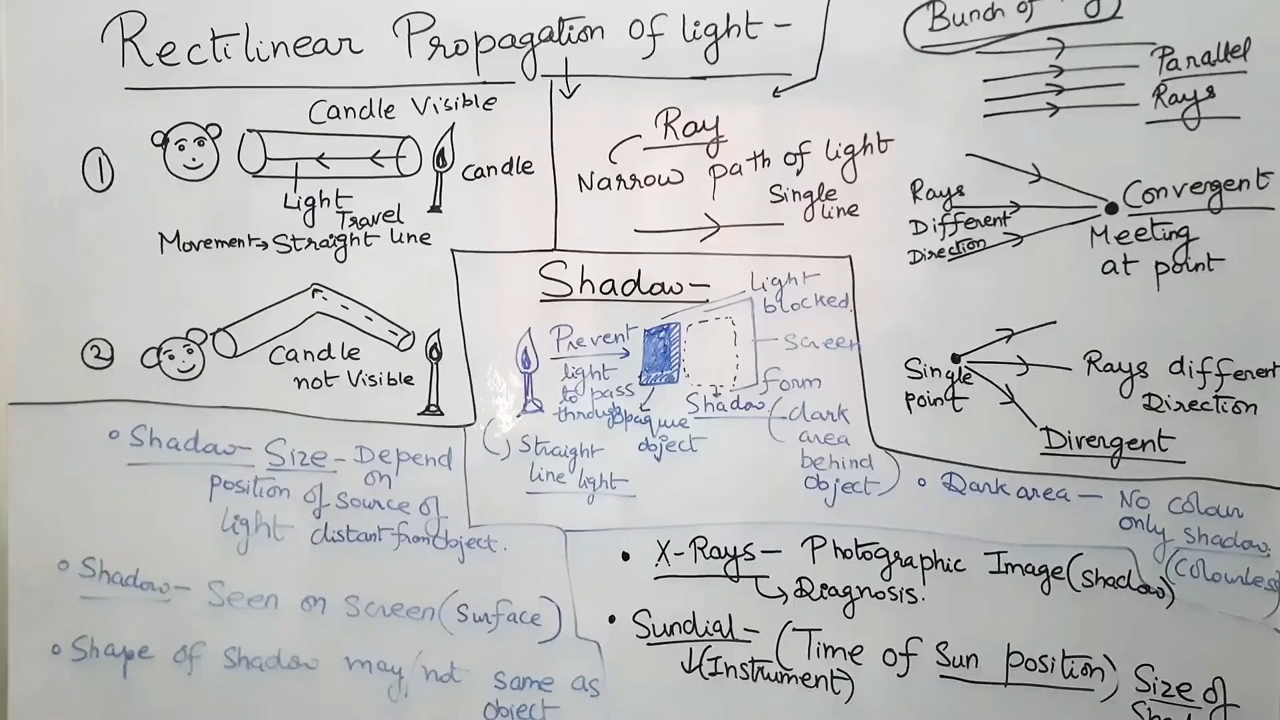 Rectilinear Propagation of light -
①
Candle Visible
Candle
Light
Travel
Movement → Straight line
②
Candle
not Visible
Ray
Narrow path of light
Single
line
Bunch of
Parallel
Rays
Rays
Different
Direction
Convergent
Meeting
at point
Single
point
Rays different
Direction
Divergent
Shadow -
Light
blocked
Prevent
light
to pass
through
Opaque
object
Screen
form
Shadow
(dark
area
behind
object)
Straight
line light
• Shadow - Size - Depend
on
position of source of
light distant from object.
• Shadow - Seen on screen (surface)
• Shape of shadow may/not same as
object
• Dark area - No colour
only shadow.
(Colourless)
• X-Rays - Photographic Image (shadow)
↳ Diagnosis.
• Sundial - (Time of Sun position) Size of
↓ (Instrument)